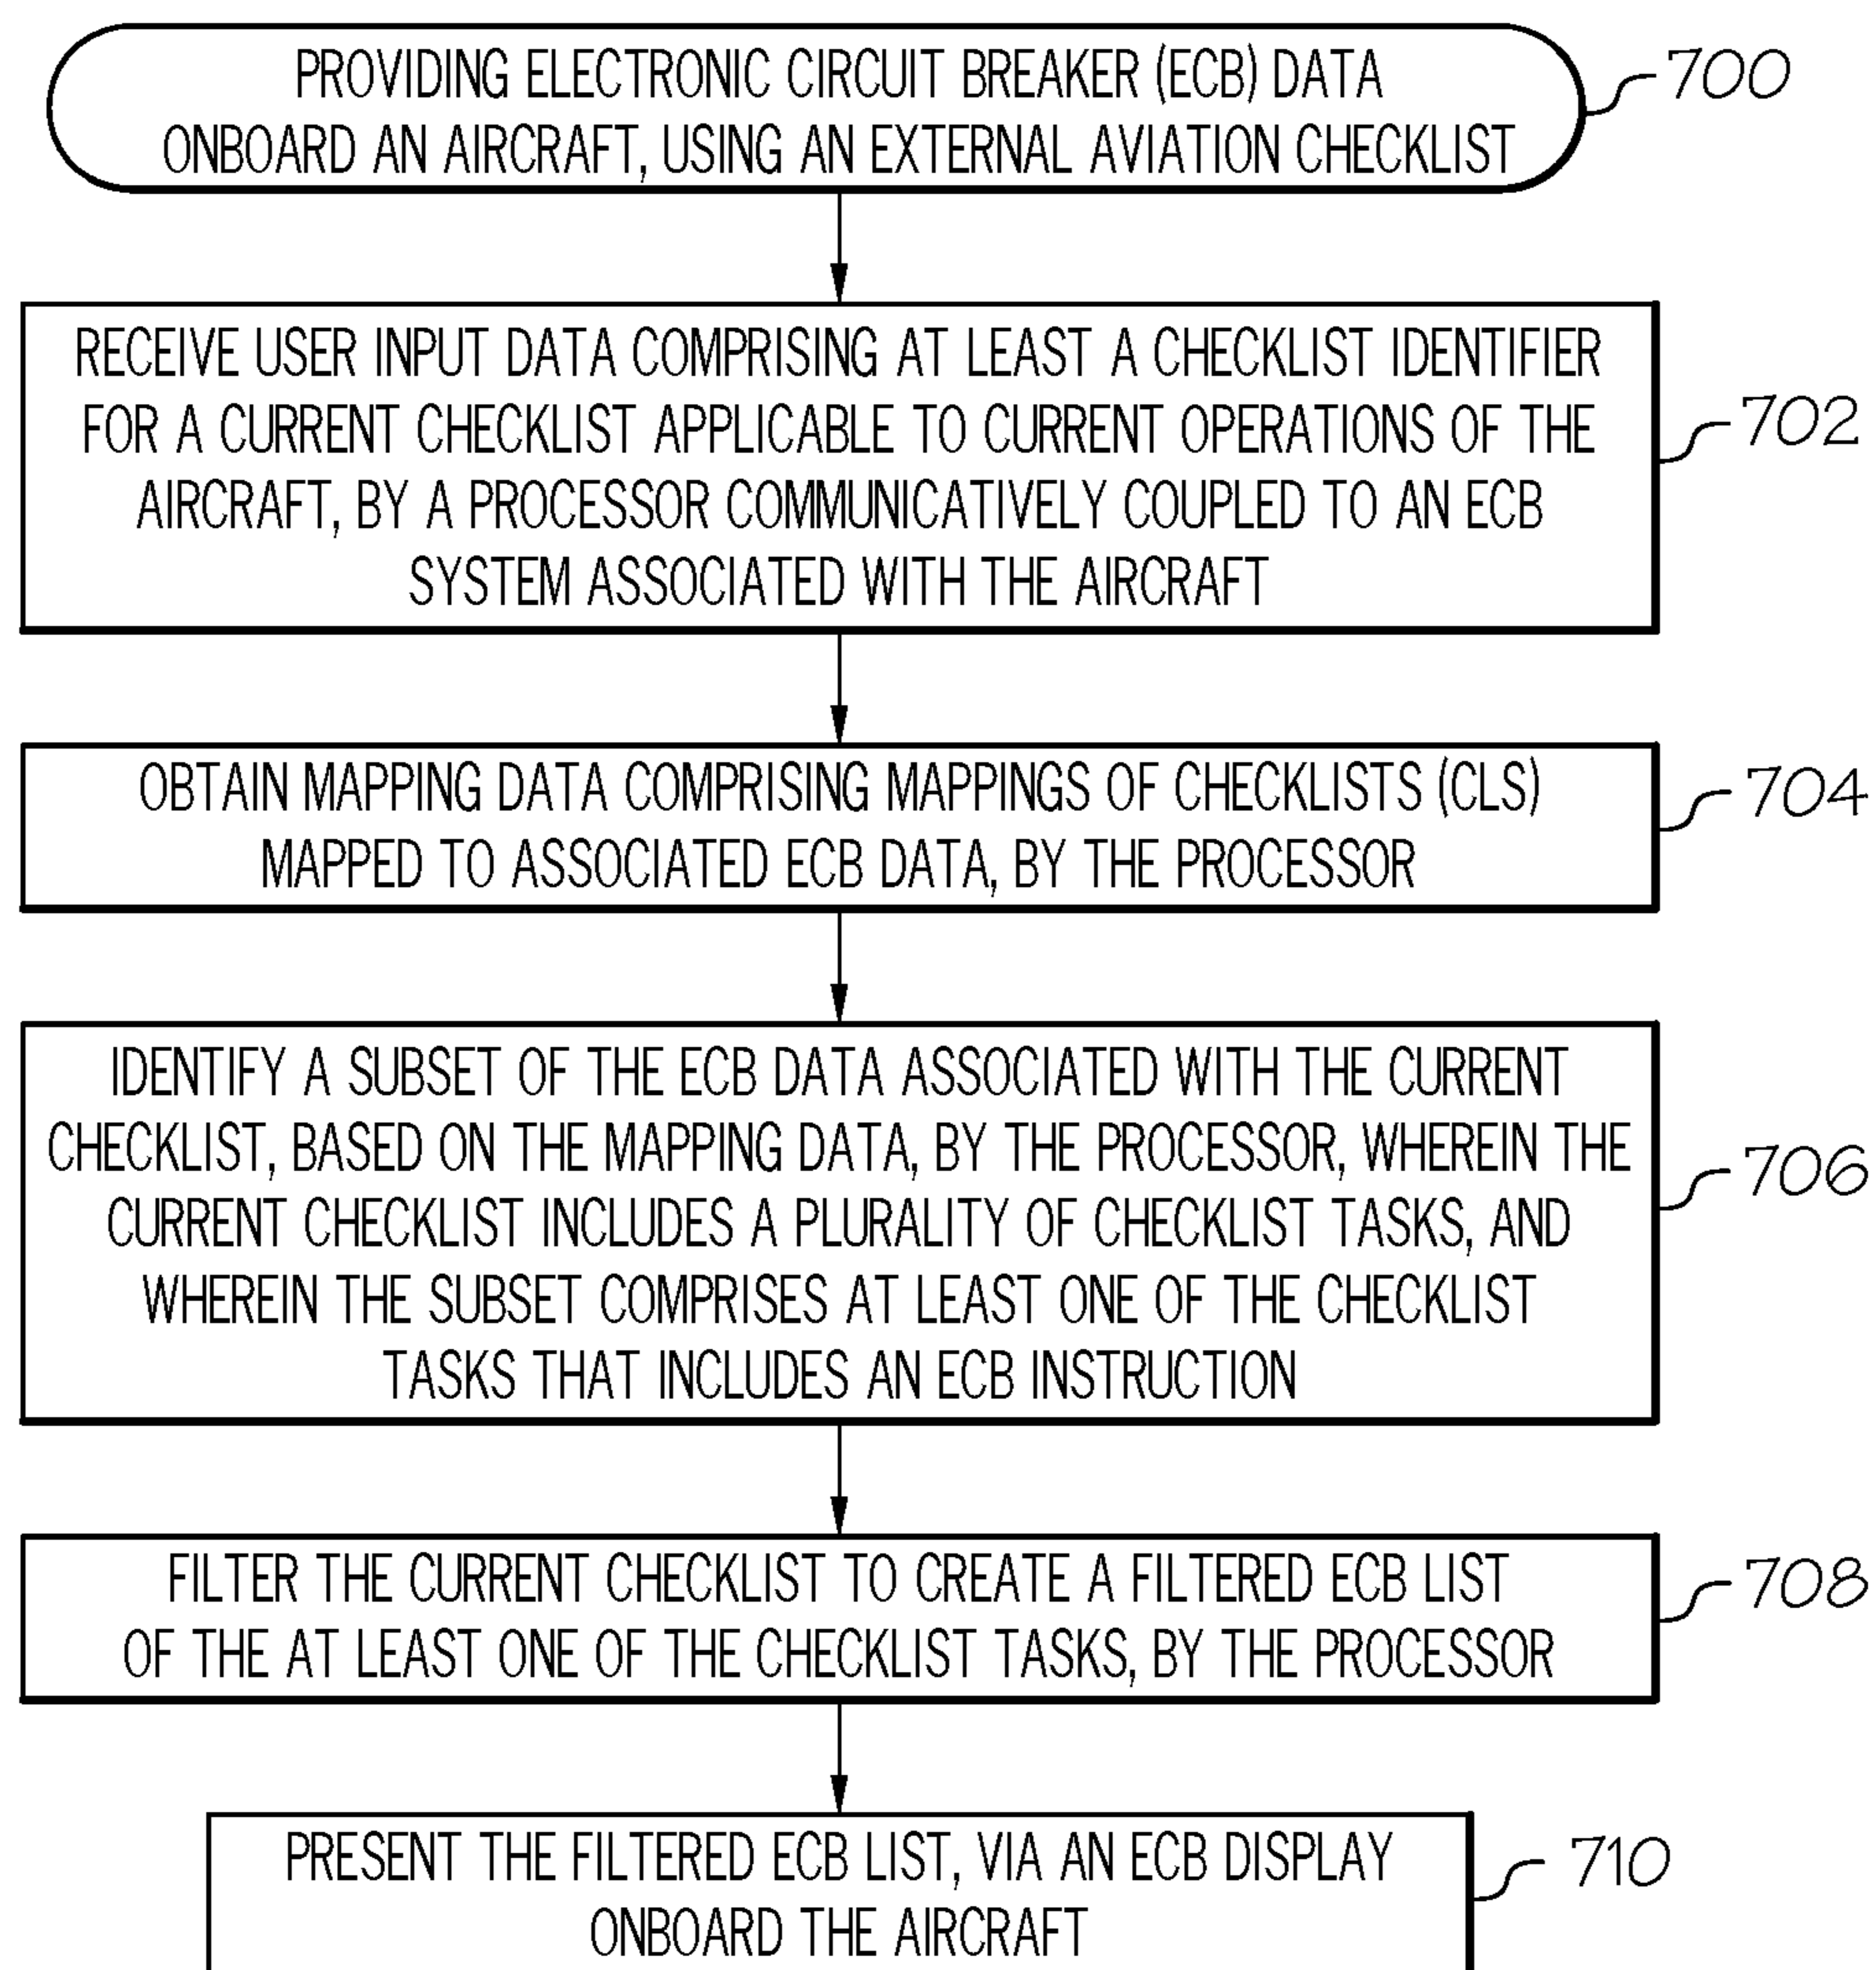 PROVIDING ELECTRONIC CIRCUIT BREAKER (ECB) DATA
ONBOARD AN AIRCRAFT, USING AN EXTERNAL AVIATION CHECKLIST
700
RECEIVE USER INPUT DATA COMPRISING AT LEAST A CHECKLIST IDENTIFIER
FOR A CURRENT CHECKLIST APPLICABLE TO CURRENT OPERATIONS OF THE
AIRCRAFT, BY A PROCESSOR COMMUNICATIVELY COUPLED TO AN ECB
SYSTEM ASSOCIATED WITH THE AIRCRAFT
702
OBTAIN MAPPING DATA COMPRISING MAPPINGS OF CHECKLISTS (CLS)
MAPPED TO ASSOCIATED ECB DATA, BY THE PROCESSOR
704
IDENTIFY A SUBSET OF THE ECB DATA ASSOCIATED WITH THE CURRENT
CHECKLIST, BASED ON THE MAPPING DATA, BY THE PROCESSOR, WHEREIN THE
CURRENT CHECKLIST INCLUDES A PLURALITY OF CHECKLIST TASKS, AND
WHEREIN THE SUBSET COMPRISES AT LEAST ONE OF THE CHECKLIST
TASKS THAT INCLUDES AN ECB INSTRUCTION
706
FILTER THE CURRENT CHECKLIST TO CREATE A FILTERED ECB LIST
OF THE AT LEAST ONE OF THE CHECKLIST TASKS, BY THE PROCESSOR
708
PRESENT THE FILTERED ECB LIST, VIA AN ECB DISPLAY
ONBOARD THE AIRCRAFT
710